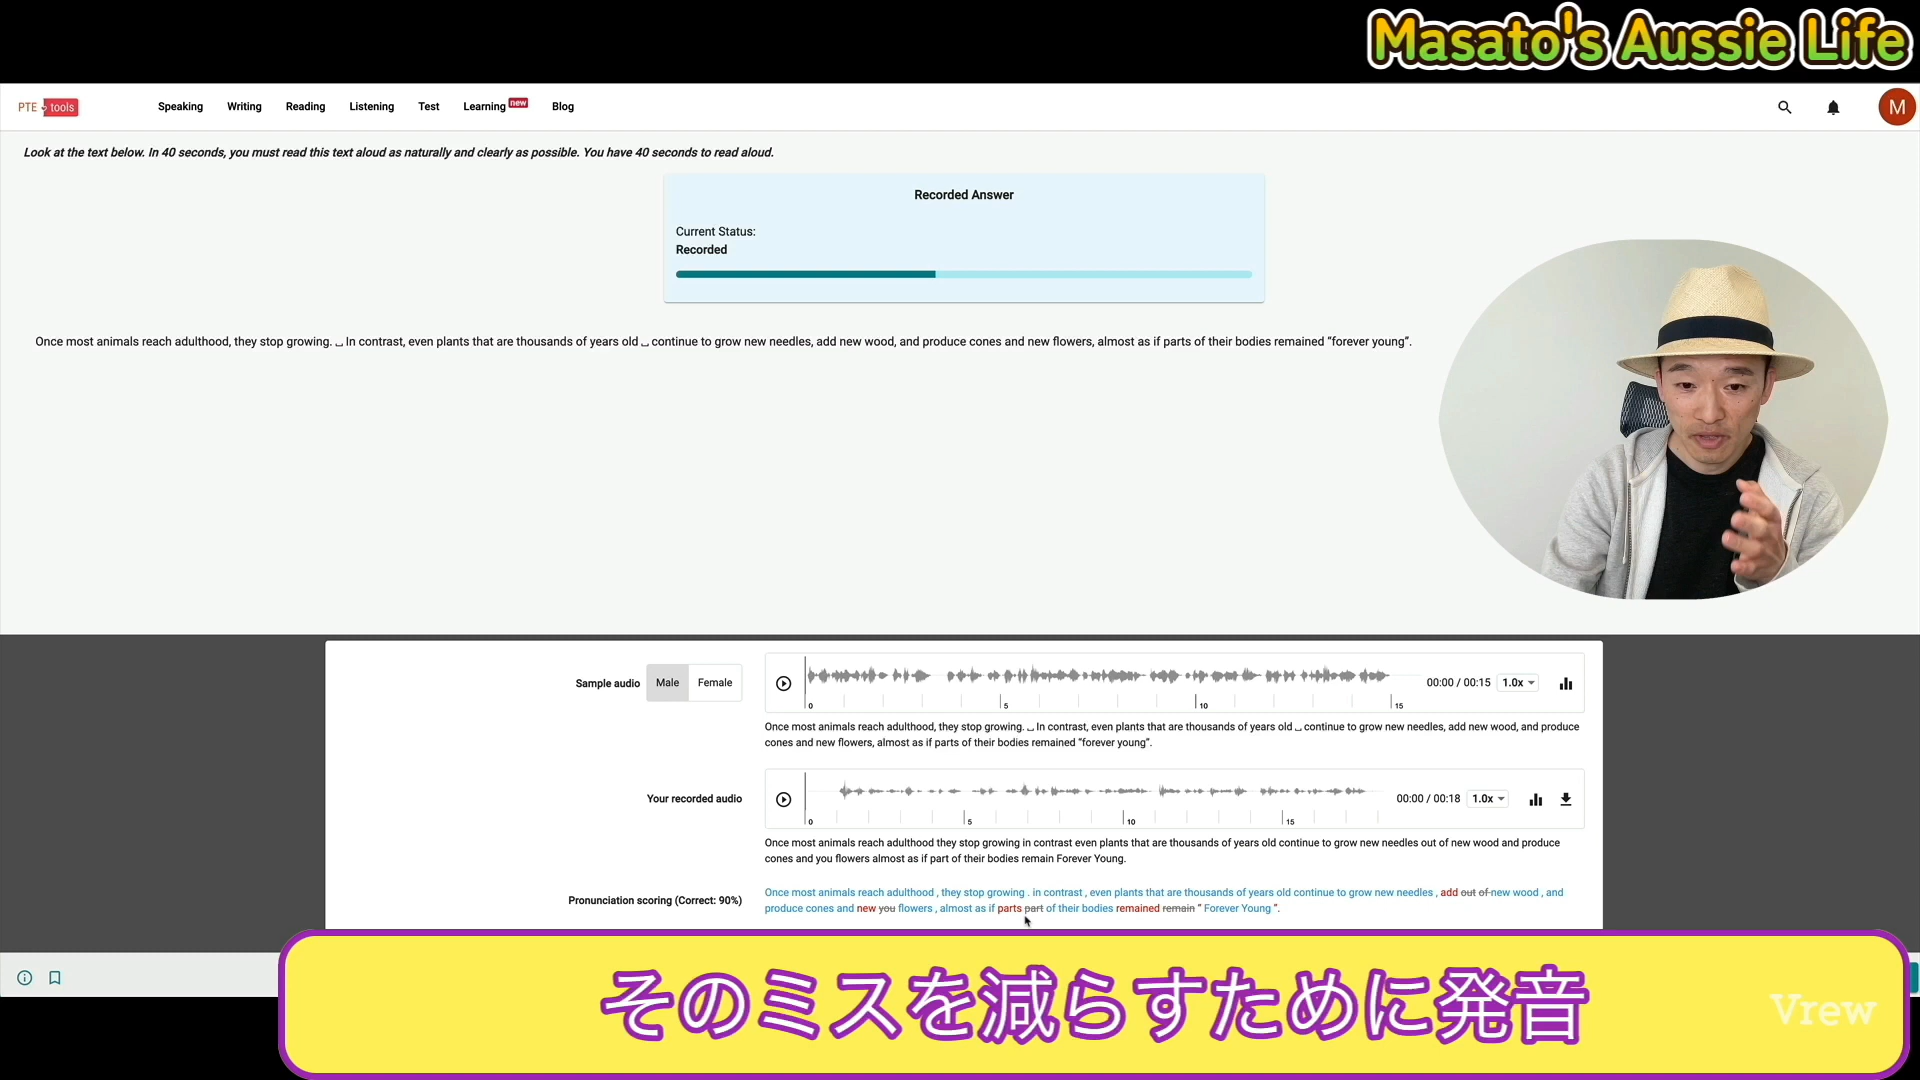 Masato's Aussie Life
PTE tools
Speaking Writing Reading Listening Test Learning new Blog
M
Look at the text below. In 40 seconds, you must read this text aloud as naturally and clearly as possible. You have 40 seconds to read aloud.
Recorded Answer
Current Status:
Recorded
Once most animals reach adulthood, they stop growing. ⎵ In contrast, even plants that are thousands of years old ⎵ continue to grow new needles, add new wood, and produce cones and new flowers, almost as if parts of their bodies remained “forever young”.
Sample audio Male Female
00:00 / 00:15 1.0x
0 5 10 15
Once most animals reach adulthood, they stop growing. ⎵ In contrast, even plants that are thousands of years old ⎵ continue to grow new needles, add new wood, and produce
cones and new flowers, almost as if parts of their bodies remained “forever young”.
Your recorded audio
00:00 / 00:18 1.0x
0 5 10 15
Once most animals reach adulthood they stop growing in contrast even plants that are thousands of years old continue to grow new needles out of new wood and produce
cones and you flowers almost as if part of their bodies remain Forever Young.
Pronunciation scoring (Correct: 90%)
Once most animals reach adulthood , they stop growing . in contrast , even plants that are thousands of years old continue to grow new needles , add out of new wood , and
produce cones and new you flowers , almost as if parts part of their bodies remained remain “ Forever Young ”.
そのミスを減らすために発音
Vrew